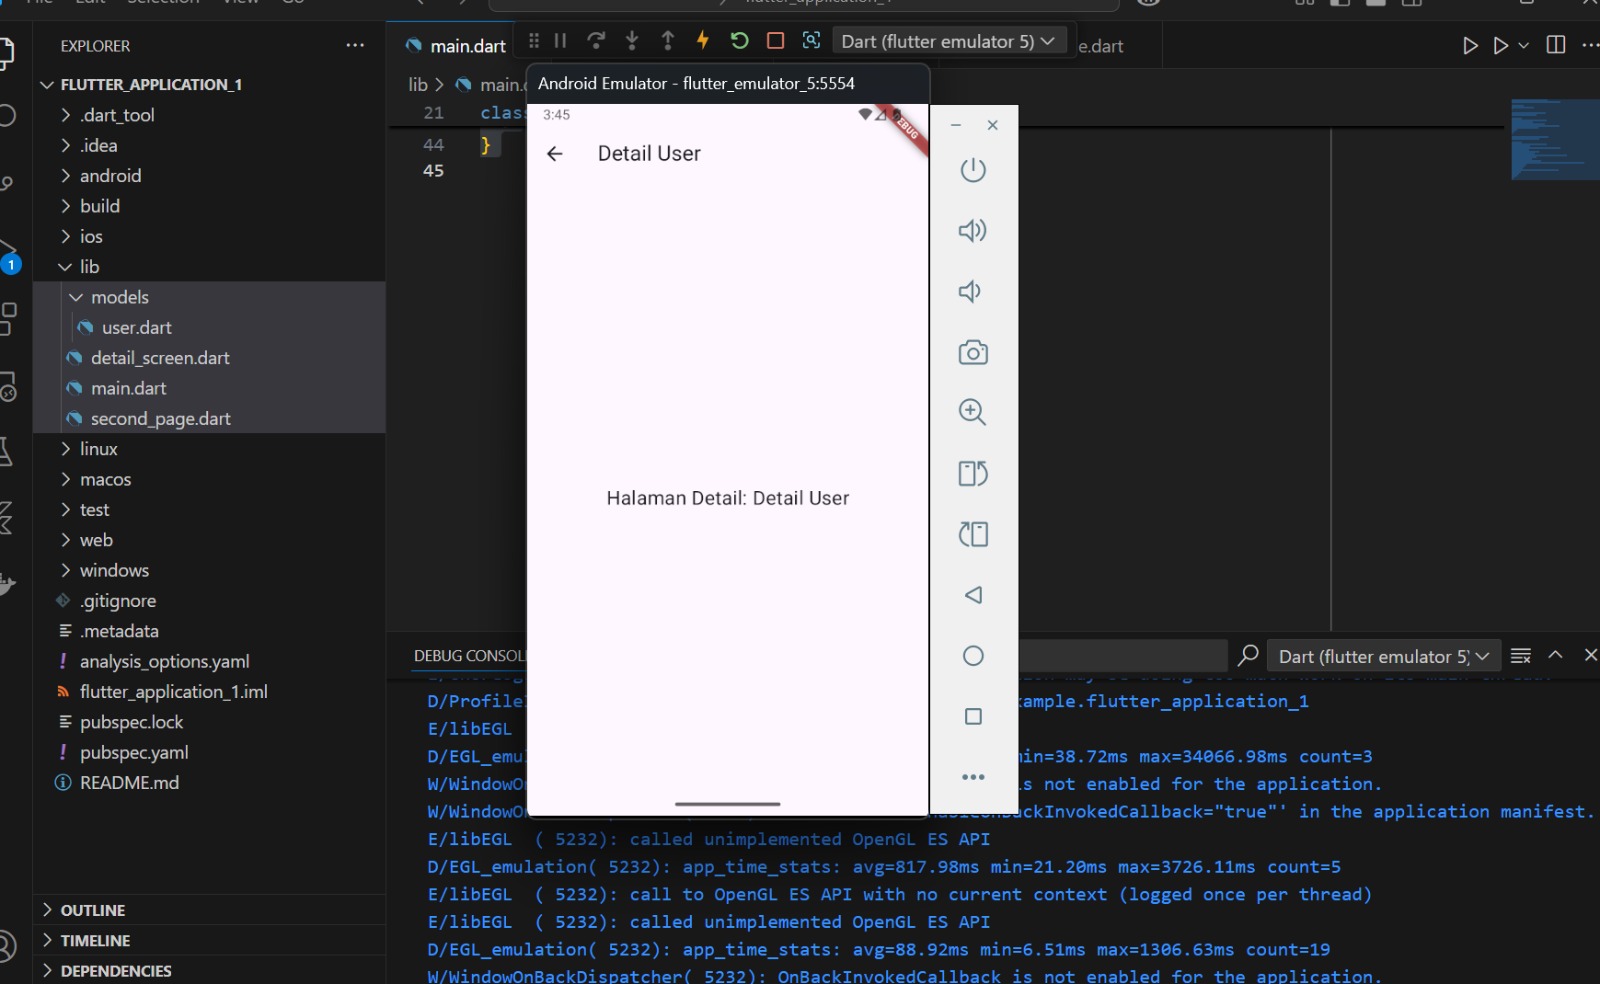 File Edit Selection View Go
flutter_application_1
EXPLORER
FLUTTER_APPLICATION_1
.dart_tool
.idea
android
build
ios
lib
models
user.dart
detail_screen.dart
main.dart
second_page.dart
linux
macos
test
web
windows
.gitignore
.metadata
analysis_options.yaml
flutter_application_1.iml
pubspec.lock
pubspec.yaml
README.md
OUTLINE
TIMELINE
DEPENDENCIES
1
main.dart
Dart (flutter emulator 5)
e.dart
lib > main.
21 clas
44 }
45
Android Emulator - flutter_emulator_5:5554
3:45
DEBUG
Detail User
Halaman Detail: Detail User
DEBUG CONSOL
Dart (flutter emulator 5)
D/Profile ample.flutter_application_1
E/libEGL
D/EGL_emu in=38.72ms max=34066.98ms count=3
W/WindowO s not enabled for the application.
W/WindowO ckInvokedCallback="true"' in the application manifest.
E/libEGL ( 5232): called unimplemented OpenGL ES API
D/EGL_emulation( 5232): app_time_stats: avg=817.98ms min=21.20ms max=3726.11ms count=5
E/libEGL ( 5232): call to OpenGL ES API with no current context (logged once per thread)
E/libEGL ( 5232): called unimplemented OpenGL ES API
D/EGL_emulation( 5232): app_time_stats: avg=88.92ms min=6.51ms max=1306.63ms count=19
W/WindowOnBackDispatcher( 5232): OnBackInvokedCallback is not enabled for the application.